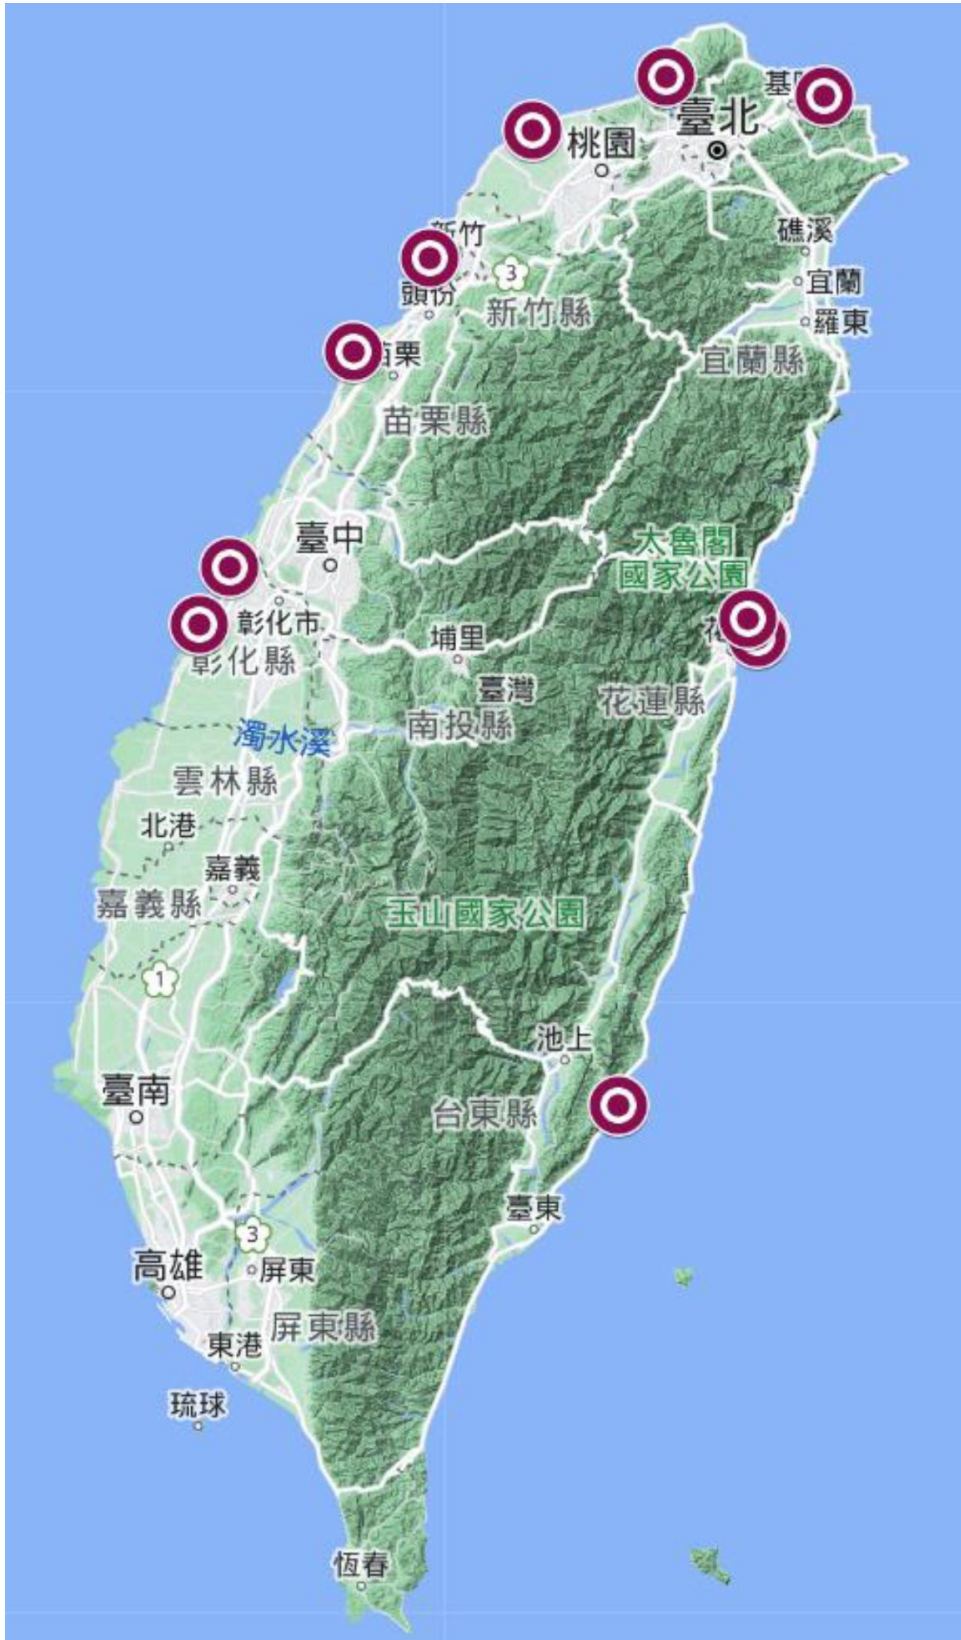 臺北
桃園
礁溪
新竹
3
宜蘭
頭份
新竹縣
羅東
宜蘭縣
苗栗縣
臺中
太魯閣
國家公園
彰化市
埔里
彰化縣
臺灣
花蓮縣
南投縣
濁水溪
雲林縣
北港
嘉義
嘉義縣
玉山國家公園
1
池上
臺南
台東縣
臺東
3
高雄
屏東
屏東縣
東港
琉球
恆春